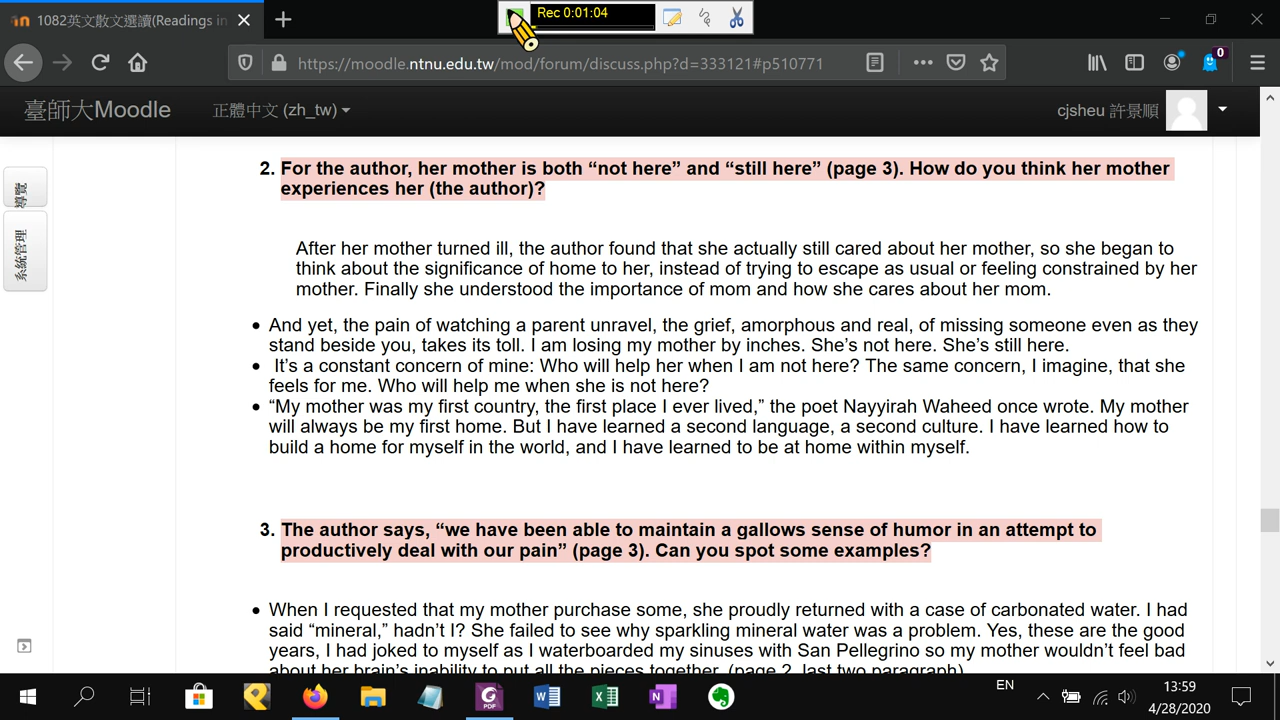 1082英文散文選讀(Readings in
Rec 0:01:04
https://moodle.ntnu.edu.tw/mod/forum/discuss.php?d=333121#p510771
0
臺師大Moodle
正體中文 (zh_tw)
cjsheu 許景順
導覽
系統管理
2. For the author, her mother is both “not here” and “still here” (page 3). How do you think her mother
experiences her (the author)?
After her mother turned ill, the author found that she actually still cared about her mother, so she began to
think about the significance of home to her, instead of trying to escape as usual or feeling constrained by her
mother. Finally she understood the importance of mom and how she cares about her mom.
• And yet, the pain of watching a parent unravel, the grief, amorphous and real, of missing someone even as they
stand beside you, takes its toll. I am losing my mother by inches. She’s not here. She’s still here.
• It’s a constant concern of mine: Who will help her when I am not here? The same concern, I imagine, that she
feels for me. Who will help me when she is not here?
• “My mother was my first country, the first place I ever lived,” the poet Nayyirah Waheed once wrote. My mother
will always be my first home. But I have learned a second language, a second culture. I have learned how to
build a home for myself in the world, and I have learned to be at home within myself.
3. The author says, “we have been able to maintain a gallows sense of humor in an attempt to
productively deal with our pain” (page 3). Can you spot some examples?
• When I requested that my mother purchase some, she proudly returned with a case of carbonated water. I had
said “mineral,” hadn’t I? She failed to see why sparkling mineral water was a problem. Yes, these are the good
years, I had joked to myself as I waterboarded my sinuses with San Pellegrino so my mother wouldn’t feel bad
about her brain’s inability to put all the pieces together. (page 2, last two paragraph)
PDF
EN
13:59
4/28/2020